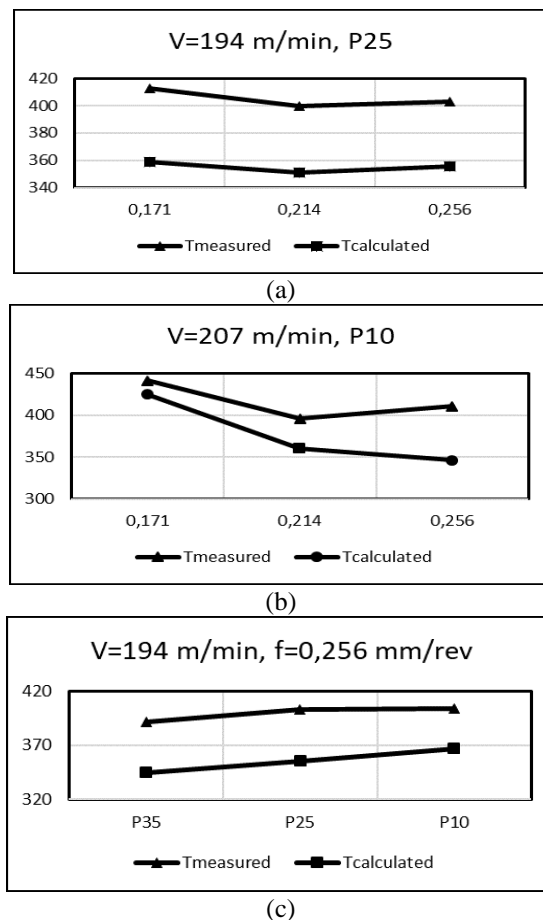 V=194 m/min, P25
420
400
380
360
340
0,171 0,214 0,256
Tmeasured Tcalculated
(a)
V=207 m/min, P10
450
400
350
300
0,171 0,214 0,256
Tmeasured Tcalculated
(b)
V=194 m/min, f=0,256 mm/rev
420
370
320
P35 P25 P10
Tmeasured Tcalculated
(c)